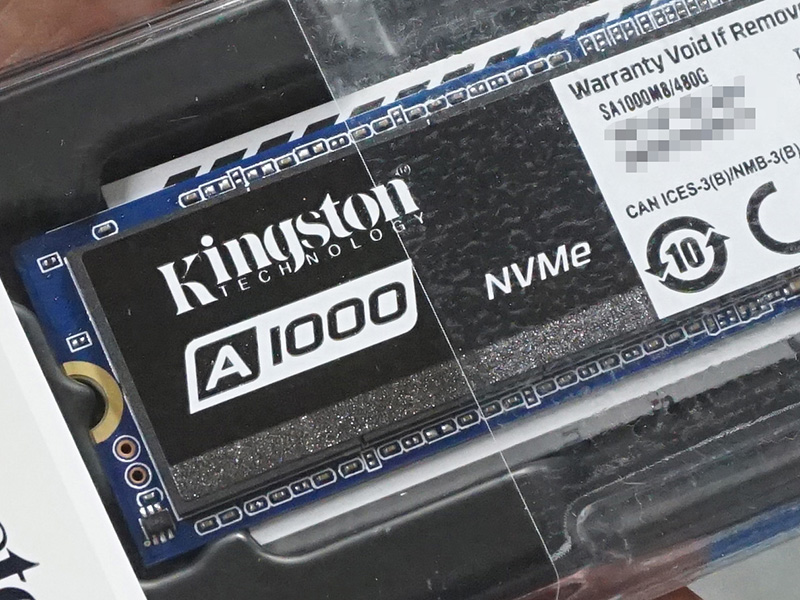 Kingston®
TECHNOLOGY
A1000
NVMe
Warranty Void If Remov
SA1000M8/480G
CAN ICES-3(B)/NMB-3(B)
10